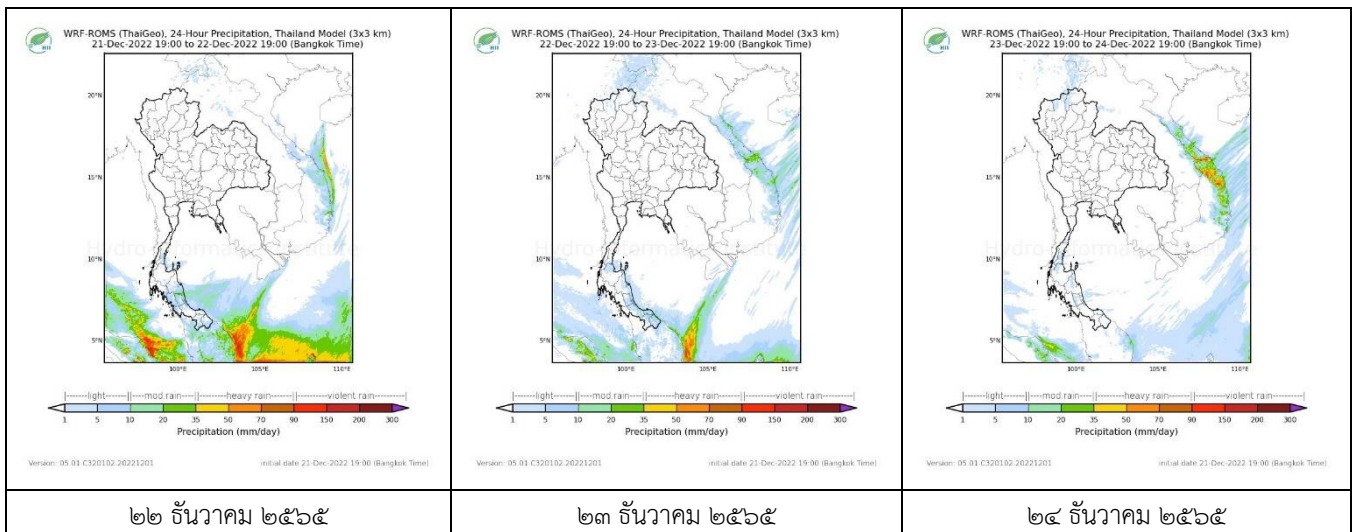 WRF-ROMS (ThaiGeo), 24-Hour Precipitation, Thailand Model (3x3 km)
21-Dec-2022 19:00 to 22-Dec-2022 19:00 (Bangkok Time)
20°N
15°N
10°N
5°N
100°E 105°E 110°E
|------light------||---mod.rain---||------heavy rain------||------violent rain------|
1 5 10 20 35 50 70 90 150 200 300
Precipitation (mm/day)
Version: 05.01.C320102.20221201 initial date 21-Dec-2022 19:00 (Bangkok Time)
๒๒ ธันวาคม ๒๕๖๕
WRF-ROMS (ThaiGeo), 24-Hour Precipitation, Thailand Model (3x3 km)
22-Dec-2022 19:00 to 23-Dec-2022 19:00 (Bangkok Time)
20°N
15°N
10°N
5°N
100°E 105°E 110°E
|------light------||---mod.rain---||------heavy rain------||------violent rain------|
1 5 10 20 35 50 70 90 150 200 300
Precipitation (mm/day)
Version: 05.01.C320102.20221201 initial date 21-Dec-2022 19:00 (Bangkok Time)
๒๓ ธันวาคม ๒๕๖๕
WRF-ROMS (ThaiGeo), 24-Hour Precipitation, Thailand Model (3x3 km)
23-Dec-2022 19:00 to 24-Dec-2022 19:00 (Bangkok Time)
20°N
15°N
10°N
5°N
100°E 105°E 110°E
|------light------||---mod.rain---||------heavy rain------||------violent rain------|
1 5 10 20 35 50 70 90 150 200 300
Precipitation (mm/day)
Version: 05.01.C320102.20221201 initial date 21-Dec-2022 19:00 (Bangkok Time)
๒๔ ธันวาคม ๒๕๖๕